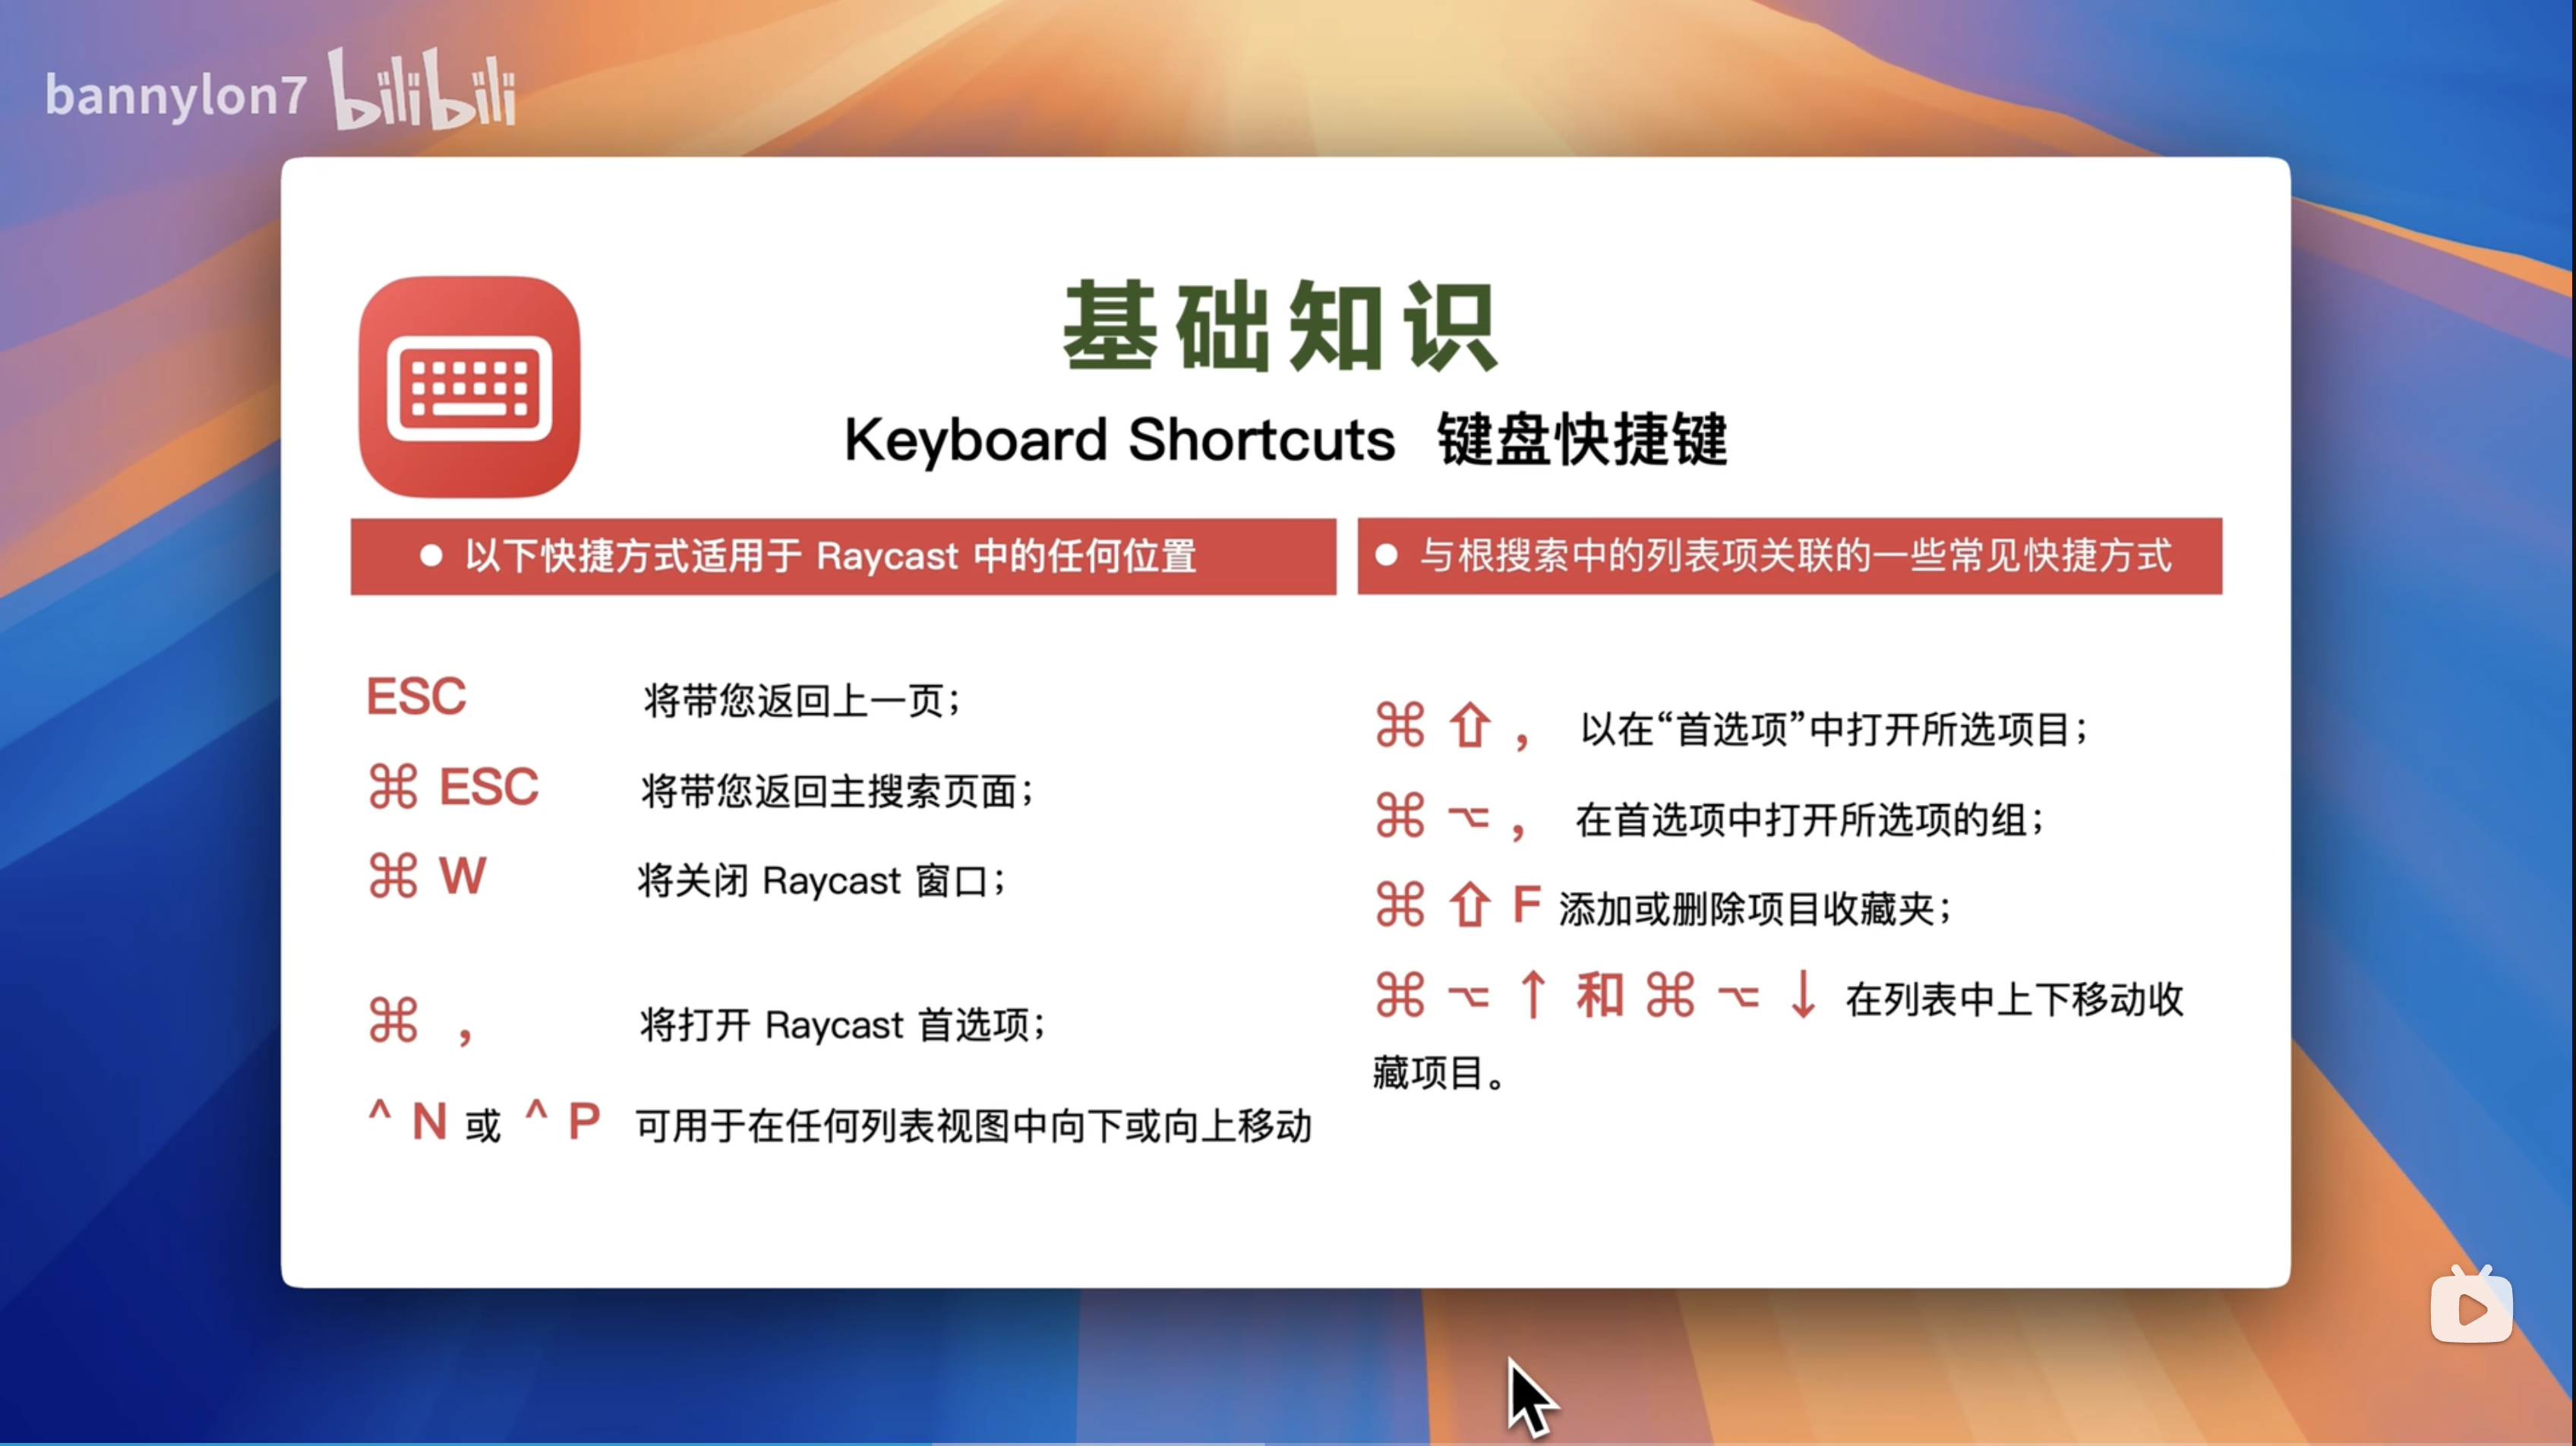 bannylon7 bilibili
基础知识
Keyboard Shortcuts 键盘快捷键
● 以下快捷方式适用于 Raycast 中的任何位置
ESC 将带您返回上一页；
⌘ ESC 将带您返回主搜索页面；
⌘ W 将关闭 Raycast 窗口；
⌘ , 将打开 Raycast 首选项；
^ N 或 ^ P 可用于在任何列表视图中向下或向上移动
● 与根搜索中的列表项关联的一些常见快捷方式
⌘ ⇧ , 以在“首选项”中打开所选项目；
⌘ ⌥ , 在首选项中打开所选项的组；
⌘ ⇧ F 添加或删除项目收藏夹；
⌘ ⌥ ↑ 和 ⌘ ⌥ ↓ 在列表中上下移动收
藏项目。